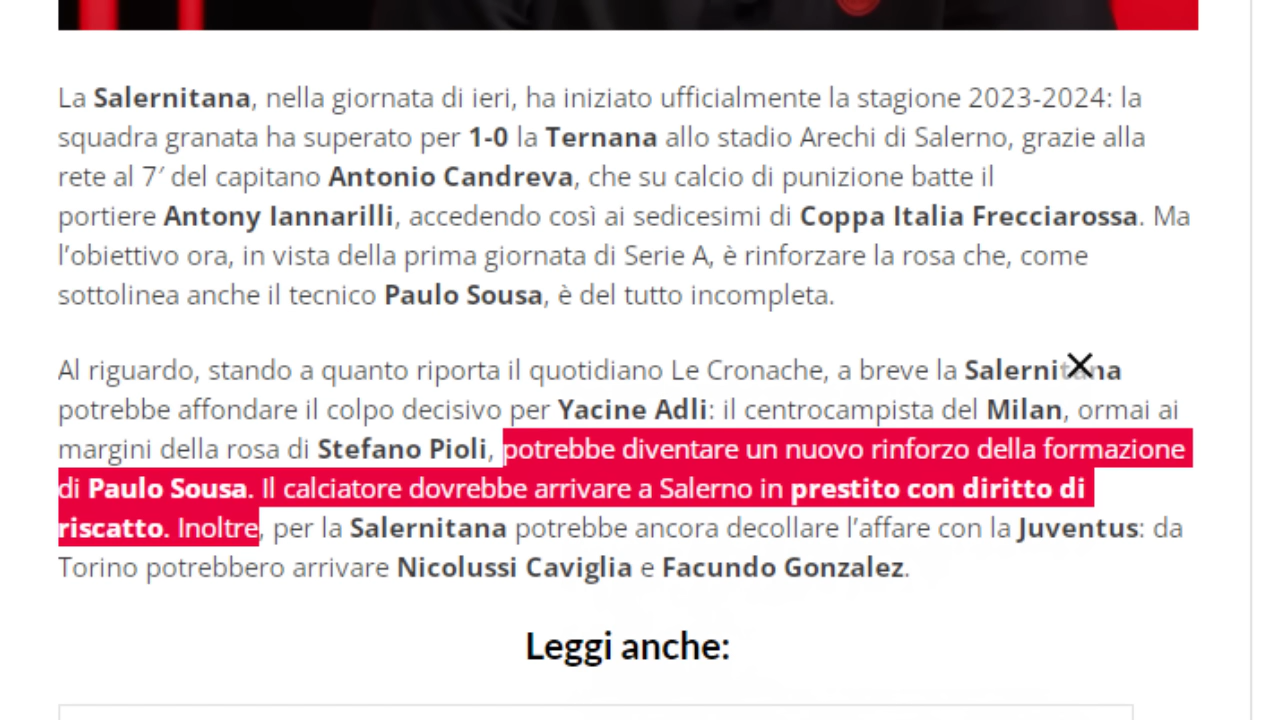 La Salernitana, nella giornata di ieri, ha iniziato ufficialmente la stagione 2023-2024: la
squadra granata ha superato per 1-0 la Ternana allo stadio Arechi di Salerno, grazie alla
rete al 7′ del capitano Antonio Candreva, che su calcio di punizione batte il
portiere Antony Iannarilli, accedendo così ai sedicesimi di Coppa Italia Frecciarossa. Ma
l’obiettivo ora, in vista della prima giornata di Serie A, è rinforzare la rosa che, come
sottolinea anche il tecnico Paulo Sousa, è del tutto incompleta.
Al riguardo, stando a quanto riporta il quotidiano Le Cronache, a breve la Salernitana
potrebbe affondare il colpo decisivo per Yacine Adli: il centrocampista del Milan, ormai ai
margini della rosa di Stefano Pioli, potrebbe diventare un nuovo rinforzo della formazione
di Paulo Sousa. Il calciatore dovrebbe arrivare a Salerno in prestito con diritto di
riscatto. Inoltre, per la Salernitana potrebbe ancora decollare l’affare con la Juventus: da
Torino potrebbero arrivare Nicolussi Caviglia e Facundo Gonzalez.
Leggi anche: